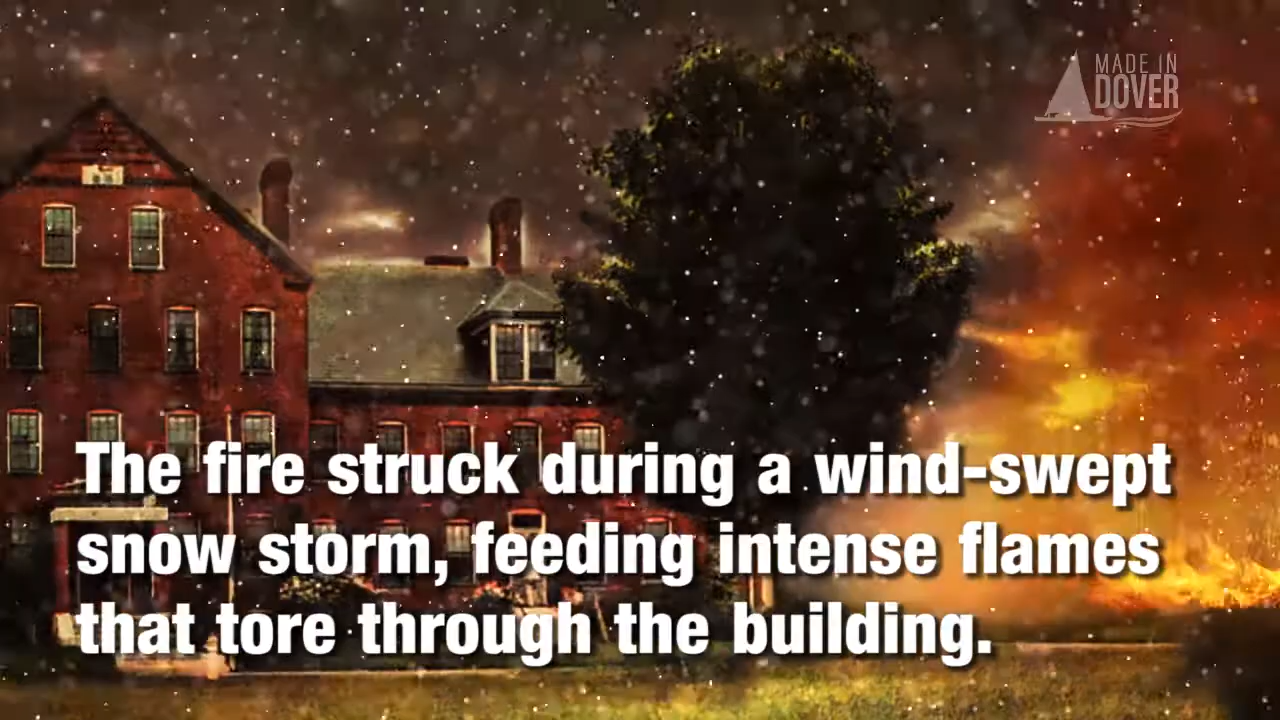 MADE IN
DOVER
The fire struck during a wind-swept
snow storm, feeding intense flames
that tore through the building.